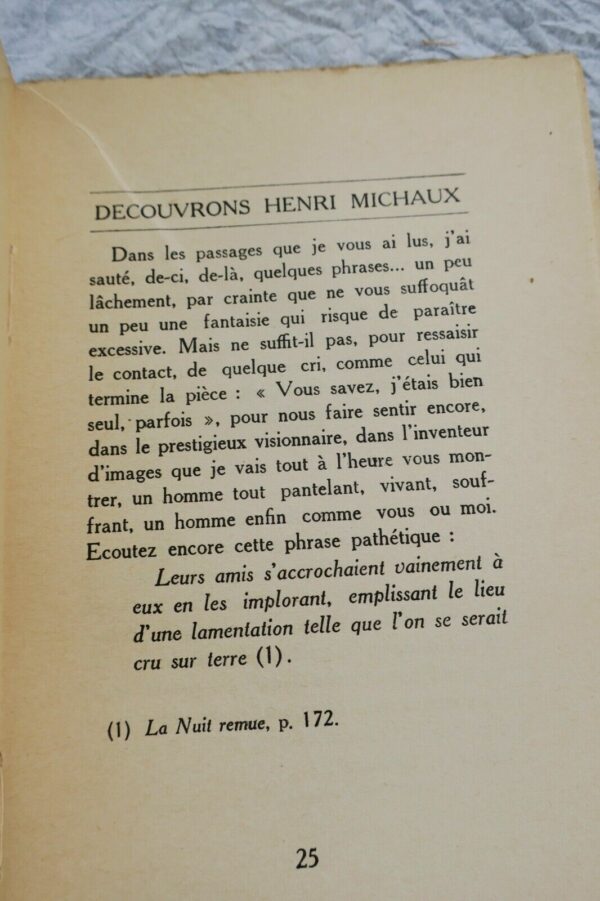 DECOUVRONS HENRI MICHAUX
Dans les passages que je vous ai lus, j'ai
sauté, de-ci, de-là, quelques phrases... un peu
lâchement, par crainte que ne vous suffoquât
un peu une fantaisie qui risque de paraître
excessive. Mais ne suffit-il pas, pour ressaisir
le contact, de quelque cri, comme celui qui
termine la pièce : « Vous savez, j'étais bien
seul, parfois », pour nous faire sentir encore,
dans le prestigieux visionnaire, dans l'inventeur
d'images que je vais tout à l'heure vous mon-
trer, un homme tout pantelant, vivant, souf-
frant, un homme enfin comme vous ou moi.
Ecoutez encore cette phrase pathétique :
Leurs amis s'accrochaient vainement à
eux en les implorant, emplissant le lieu
d'une lamentation telle que l'on se serait
cru sur terre (1).
(1) La Nuit remue, p. 172.
25